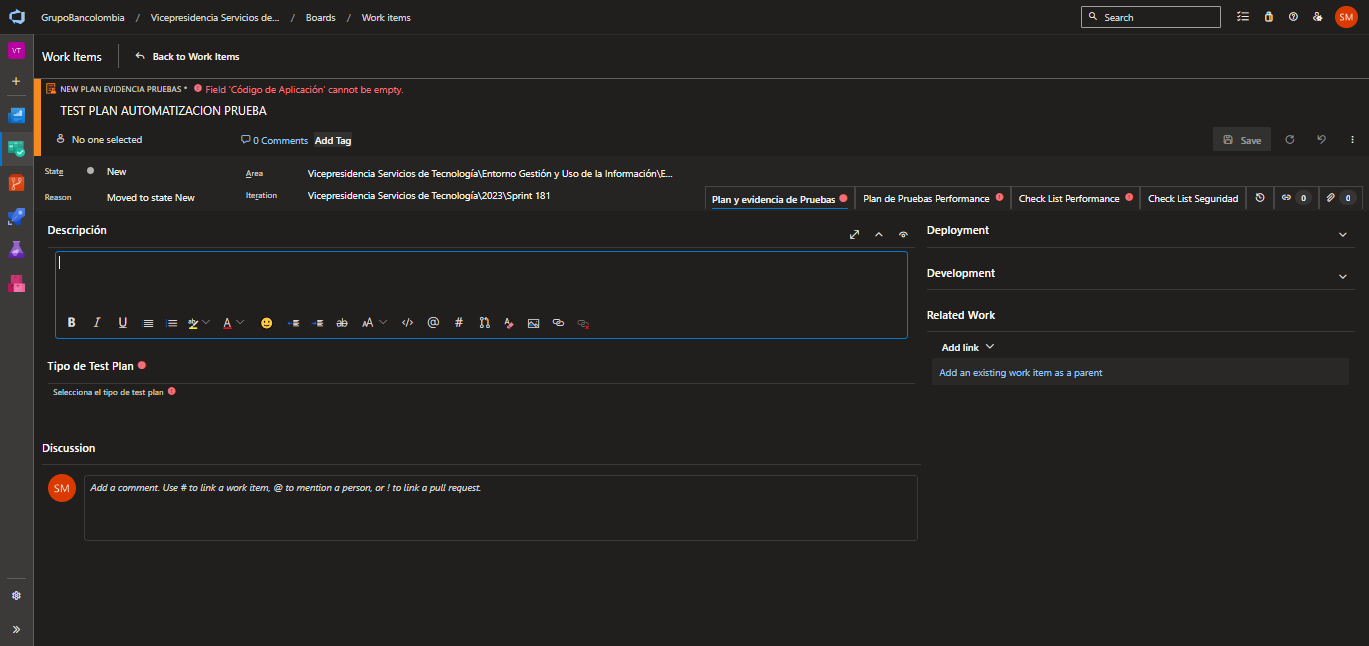 GrupoBancolombia / Vicepresidencia Servicios de... / Boards / Work items
Search
SM
VT
Work Items
Back to Work Items
NEW PLAN EVIDENCIA PRUEBAS * Field 'Código de Aplicación' cannot be empty.
TEST PLAN AUTOMATIZACION PRUEBA
No one selected
0 Comments
Add Tag
Save
State
New
Area
Vicepresidencia Servicios de Tecnología\Entorno Gestión y Uso de la Información\E...
Reason
Moved to state New
Iteration
Vicepresidencia Servicios de Tecnología\2023\Sprint 181
Plan y evidencia de Pruebas
Plan de Pruebas Performance
Check List Performance
Check List Seguridad
0
0
Descripción
B I U ab A ab AA </> @ #
Tipo de Test Plan
Selecciona el tipo de test plan
Discussion
SM
Add a comment. Use # to link a work item, @ to mention a person, or ! to link a pull request.
Deployment
Development
Related Work
Add link
Add an existing work item as a parent